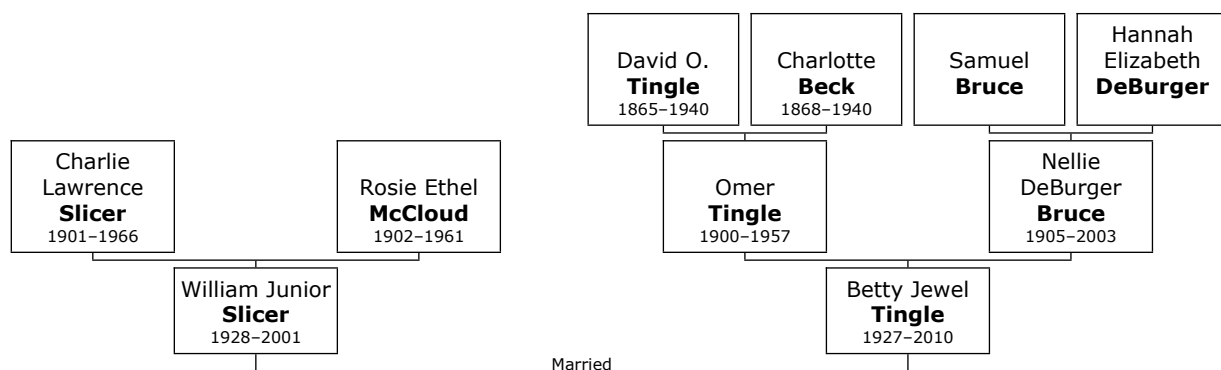 David O.
Tingle
1865–1940
Charlotte
Beck
1868–1940
Samuel
Bruce
Hannah
Elizabeth
DeBurger
Charlie
Lawrence
Slicer
1901–1966
Rosie Ethel
McCloud
1902–1961
Omer
Tingle
1900–1957
Nellie
DeBurger
Bruce
1905–2003
William Junior
Slicer
1928–2001
Betty Jewel
Tingle
1927–2010
Married